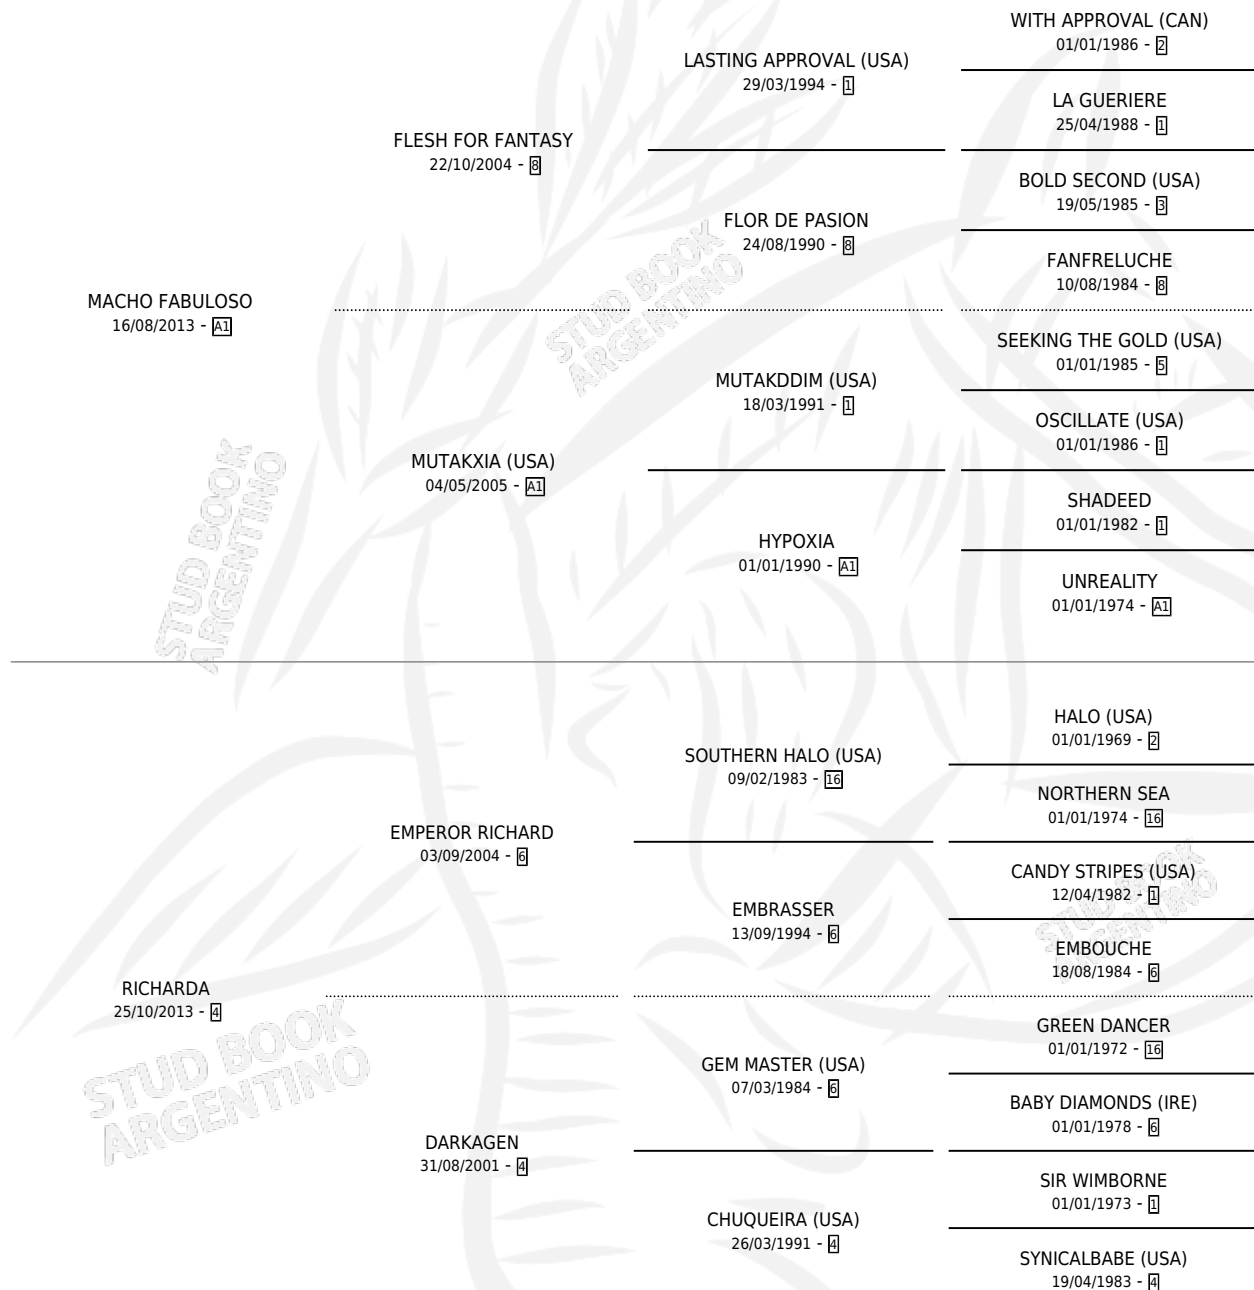 WITH APPROVAL (CAN)
01/01/1986 - 2
LASTING APPROVAL (USA)
29/03/1994 - 1
LA GUERIERE
25/04/1988 - 1
FLESH FOR FANTASY
22/10/2004 - 8
BOLD SECOND (USA)
19/05/1985 - 3
FLOR DE PASION
24/08/1990 - 8
FANFRELUCHE
10/08/1984 - 8
MACHO FABULOSO
16/08/2013 - A1
SEEKING THE GOLD (USA)
01/01/1985 - 5
MUTAKDDIM (USA)
18/03/1991 - 1
OSCILLATE (USA)
01/01/1986 - 1
MUTAKXIA (USA)
04/05/2005 - A1
SHADEED
01/01/1982 - 1
HYPOXIA
01/01/1990 - A1
UNREALITY
01/01/1974 - A1
STUD BOOK
ARGENTINO
STUD BOOK
ARGENTINO
HALO (USA)
01/01/1969 - 2
SOUTHERN HALO (USA)
09/02/1983 - 16
NORTHERN SEA
01/01/1974 - 16
EMPEROR RICHARD
03/09/2004 - 6
CANDY STRIPES (USA)
12/04/1982 - 1
EMBRASSER
13/09/1994 - 6
EMBOUCHE
18/08/1984 - 6
STUD BOOK
ARGENTINO
RICHARDA
25/10/2013 - 4
GREEN DANCER
01/01/1972 - 16
GEM MASTER (USA)
07/03/1984 - 6
BABY DIAMONDS (IRE)
01/01/1978 - 6
STUD BOOK
ARGENTINO
DARKAGEN
31/08/2001 - 4
SIR WIMBORNE
01/01/1973 - 1
CHUQUEIRA (USA)
26/03/1991 - 4
SYNICALBABE (USA)
19/04/1983 - 4